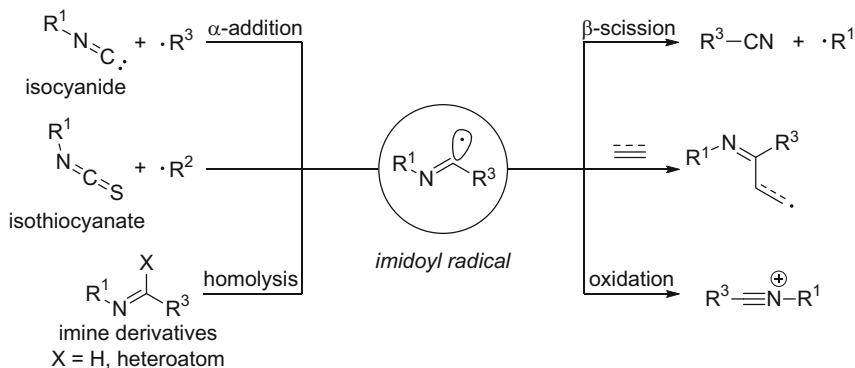 R¹ N C : + ·R³ α-addition
isocyanide
R¹ N C S + ·R²
isothiocyanate
X
R¹ N R³ homolysis
imine derivatives
X = H, heteroatom
R¹ N · R³
imidoyl radical
β-scission R³—CN + ·R¹
R¹ N R³ ·
oxidation R³ ≡N—R¹ ⊕